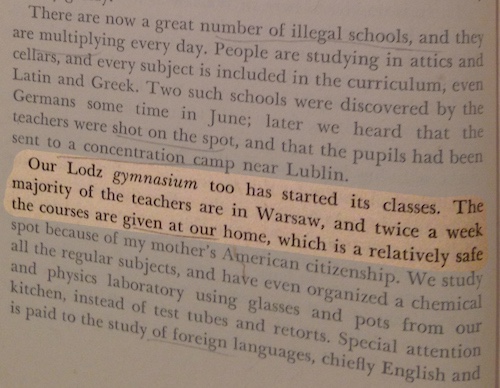 There are now a great number of illegal schools, and they
are multiplying every day. People are studying in attics and
cellars, and every subject is included in the curriculum, even
Latin and Greek. Two such schools were discovered by the
Germans some time in June; later we heard that the
teachers were shot on the spot, and that the pupils had been
sent to a concentration camp near Lublin.
Our Lodz gymnasium too has started its classes. The
majority of the teachers are in Warsaw, and twice a week
the courses are given at our home, which is a relatively safe
spot because of my mother's American citizenship. We study
all the regular subjects, and have even organized a chemical
and physics laboratory using glasses and pots from our
kitchen, instead of test tubes and retorts. Special attention
is paid to the study of foreign languages, chiefly English and